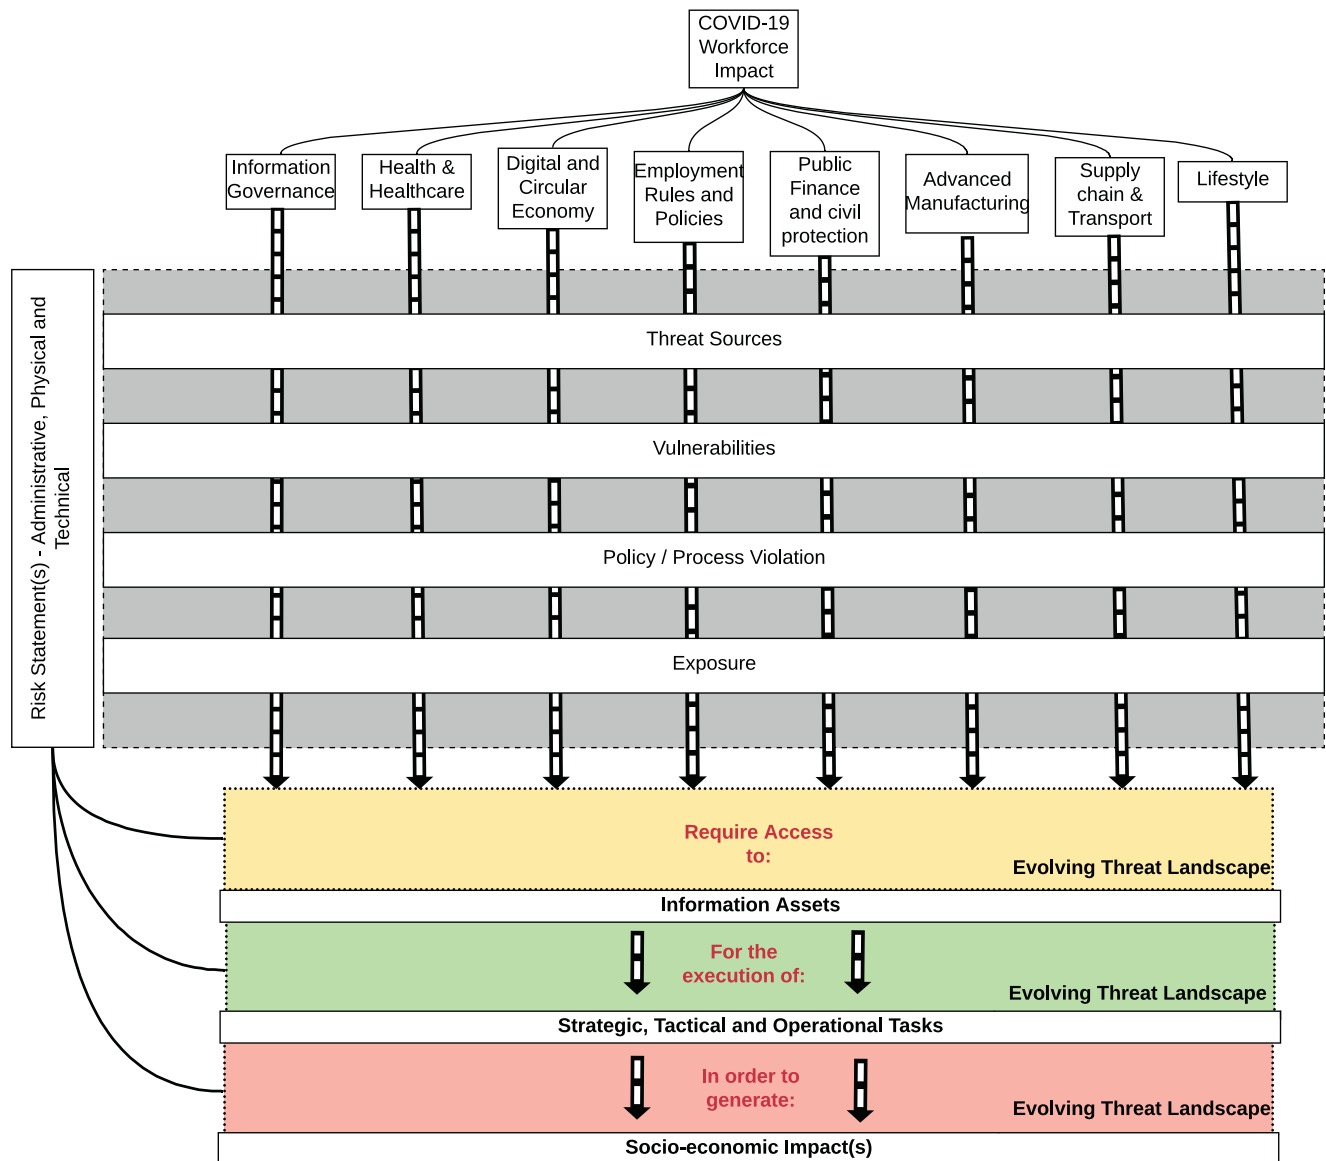 COVID-19
Workforce
Impact
Information
Governance
Health &
Healthcare
Digital and
Circular
Economy
Employment
Rules and
Policies
Public
Finance
and civil
protection
Advanced
Manufacturing
Supply
chain &
Transport
Lifestyle
Risk Statement(s) - Administrative, Physical and
Technical
Threat Sources
Vulnerabilities
Policy / Process Violation
Exposure
Require Access
to:
Evolving Threat Landscape
Information Assets
For the
execution of:
Evolving Threat Landscape
Strategic, Tactical and Operational Tasks
In order to
generate:
Evolving Threat Landscape
Socio-economic Impact(s)